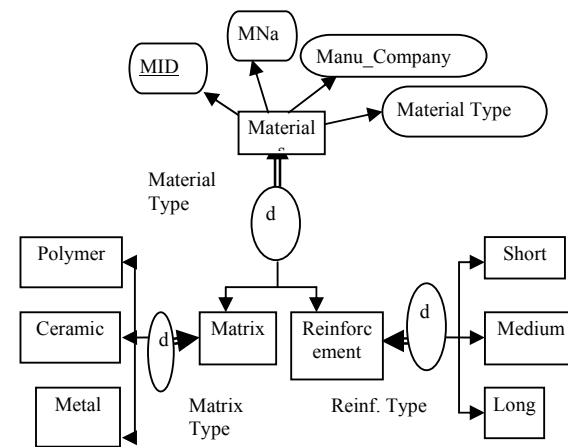 MNa
MID
Manu_Company
Material Type
Material
s
Material
Type
d
Polymer
Short
d
Ceramic
d
Matrix
Reinforc
ement
Medium
Metal
Matrix
Type
Reinf. Type
Long